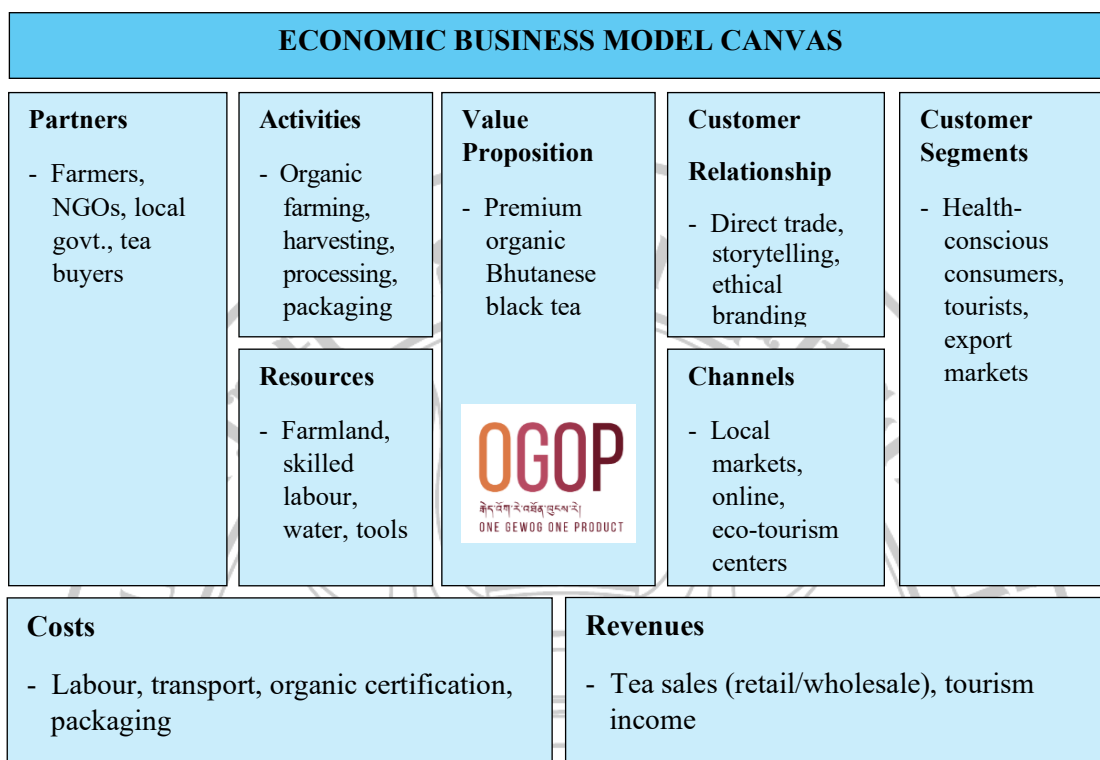 ECONOMIC BUSINESS MODEL CANVAS
Partners
- Farmers,
NGOs, local
govt., tea
buyers
Activities
- Organic
farming,
harvesting,
processing,
packaging
Resources
- Farmland,
skilled
labour,
water, tools
Value
Proposition
- Premium
organic
Bhutanese
black tea
OGOP
རྒེད་འོག་རེ་འཐོན་ཁུངས་རེ།
ONE GEWOG ONE PRODUCT
Customer
Relationship
- Direct trade,
storytelling,
ethical
branding
Channels
- Local
markets,
online,
eco-tourism
centers
Customer
Segments
- Health-
conscious
consumers,
tourists,
export
markets
Costs
- Labour, transport, organic certification,
packaging
Revenues
- Tea sales (retail/wholesale), tourism
income